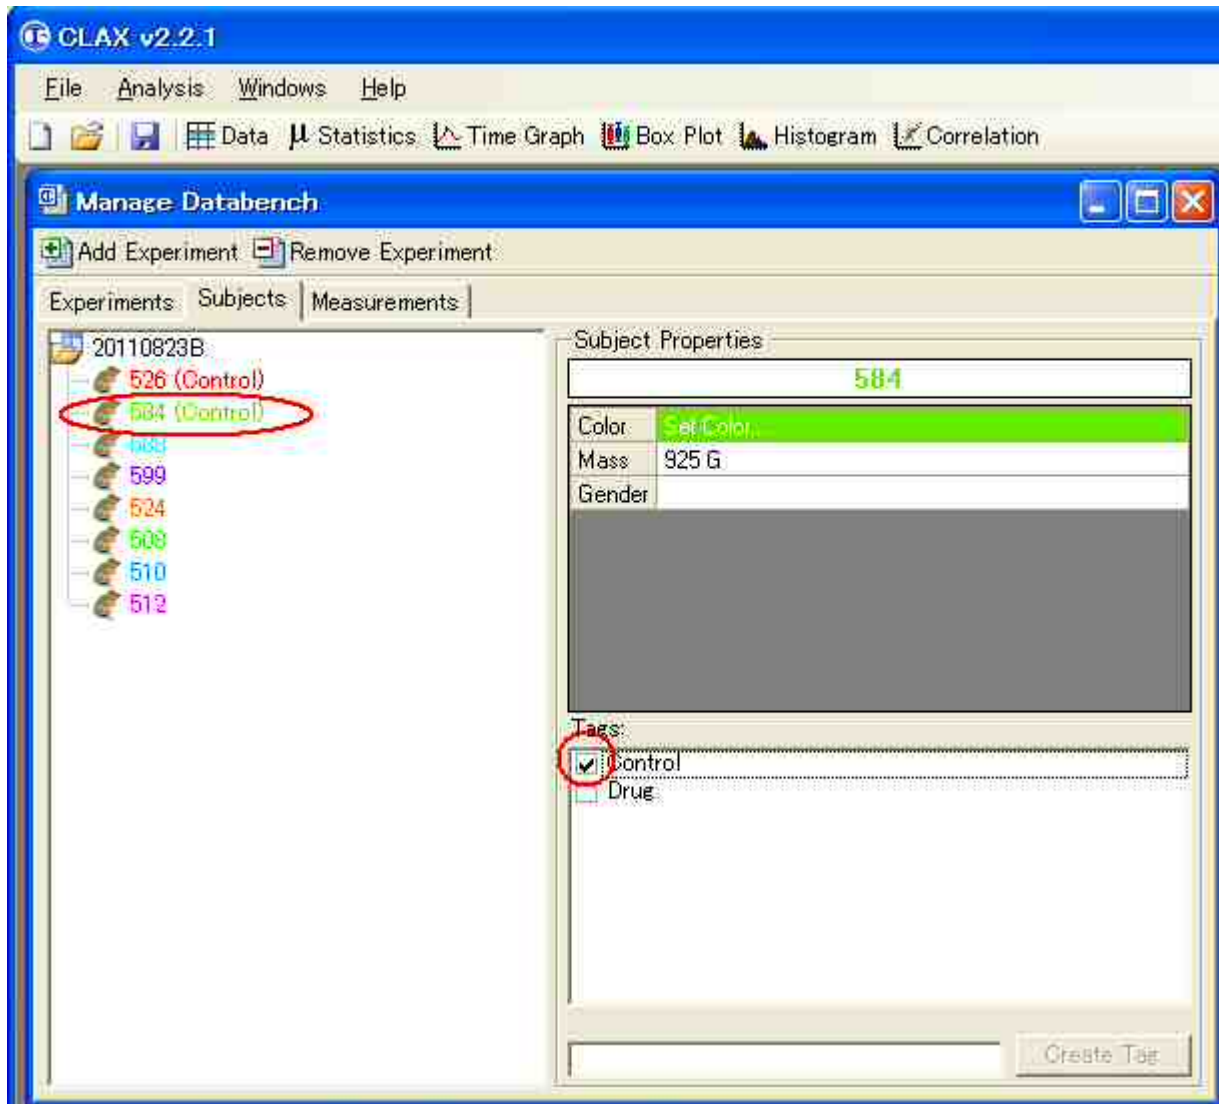 CLAX v2.2.1
File Analysis Windows Help
Data μ Statistics Time Graph Box Plot Histogram Correlation
Manage Databench
Add Experiment Remove Experiment
Experiments Subjects Measurements
20110823B
526 (Control)
584 (Control)
599
524
508
510
512
Subject Properties
584
Color Set Color...
Mass 925 G
Gender
Tags:
Control
Drug
Create Tag